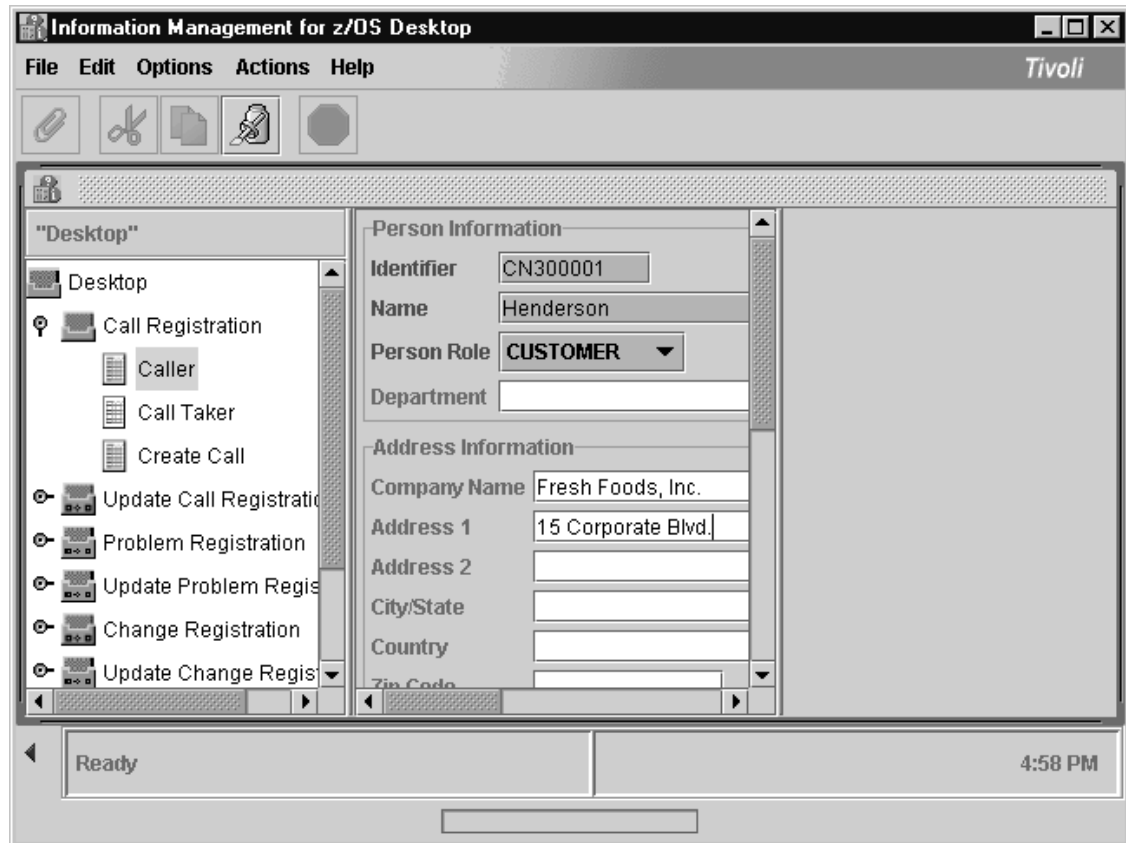 Information Management for z/OS Desktop
File Edit Options Actions Help
Tivoli
"Desktop"
Desktop
Call Registration
Caller
Call Taker
Create Call
Update Call Registratio
Problem Registration
Update Problem Regis
Change Registration
Update Change Regis
Person Information
Identifier CN300001
Name Henderson
Person Role CUSTOMER
Department
Address Information
Company Name Fresh Foods, Inc.
Address 1 15 Corporate Blvd.
Address 2
City/State
Country
Zip Code
Ready
4:58 PM